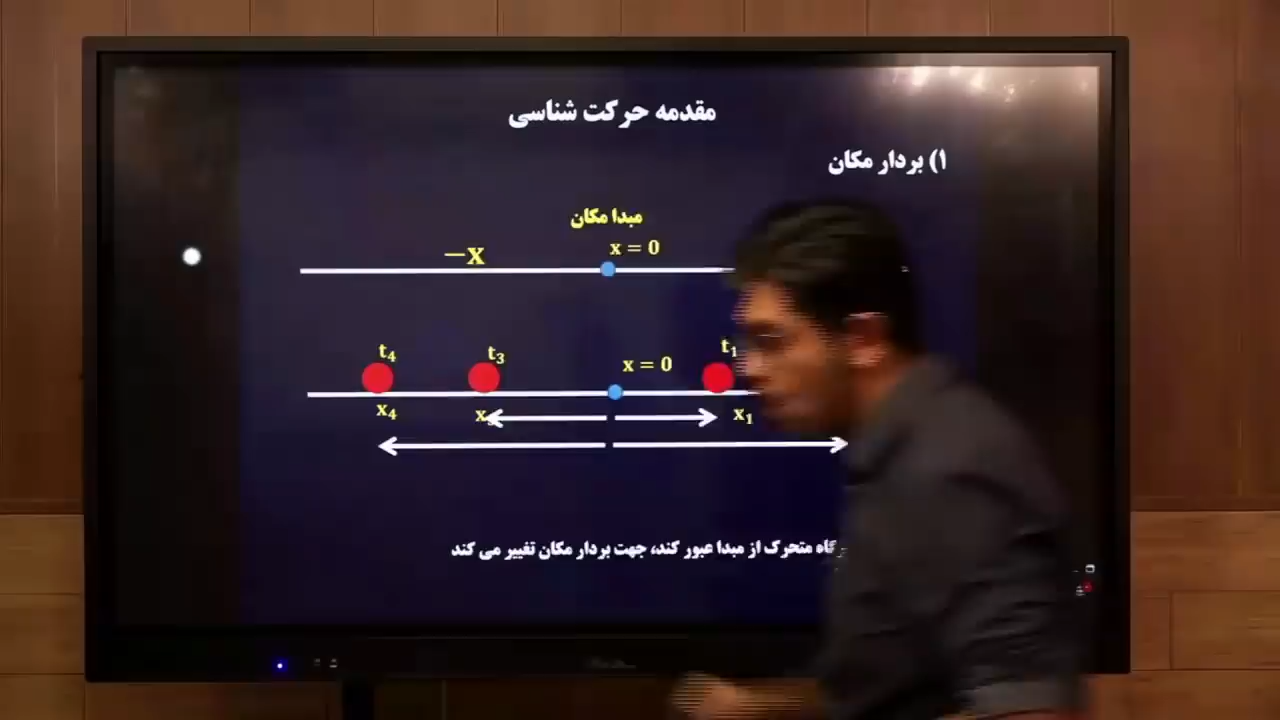 مقدمه حرکت شناسی
۱) بردار مکان
مبدا مکان
−x x = 0
t₄ t₃ x = 0 t₁
x₄ x₁
متحرک از مبدا عبور کند، جهت بردار مکان تغییر می کند